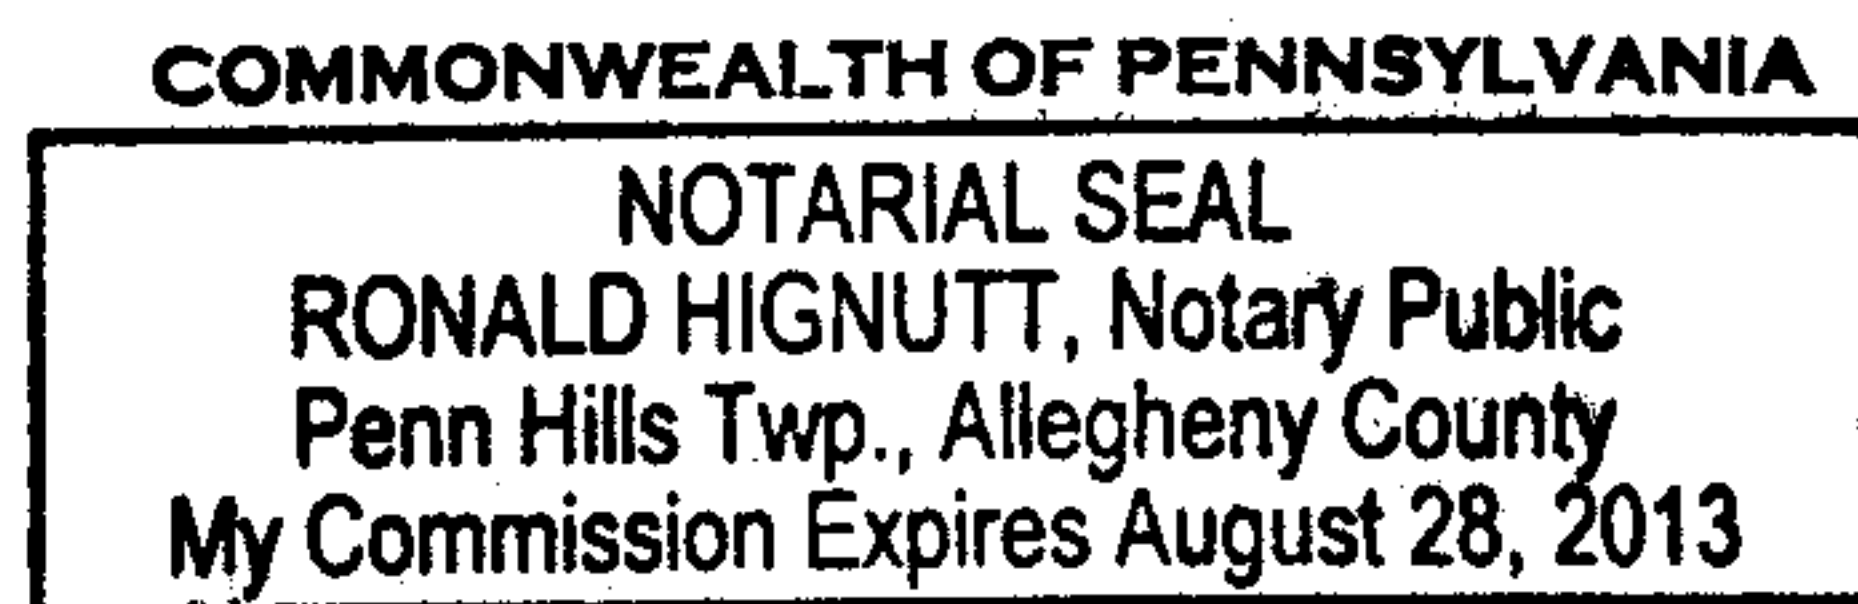 COMMONWEALTH OF PENNSYLVANIA
NOTARIAL SEAL
RONALD HIGNUTT, Notary Public
Penn Hills Twp., Allegheny County
My Commission Expires August 28, 2013